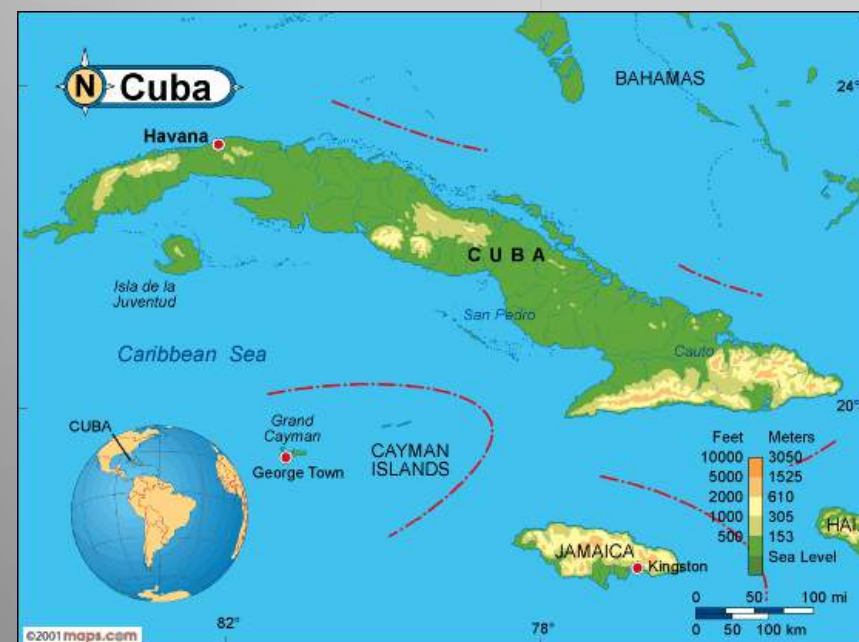 N Cuba
BAHAMAS
24°
Havana
CUBA
Isla de la
Juventud
San Pedro
Cauto
Caribbean Sea
20°
CUBA
Grand
Cayman
George Town
CAYMAN
ISLANDS
Feet Meters
10000 3050
5000 1525
2000 610
1000 305
500 153
Sea Level
HAI
JAMAICA
Kingston
0 50 100 mi
0 50 100 km
82° 78°
©2001 maps.com